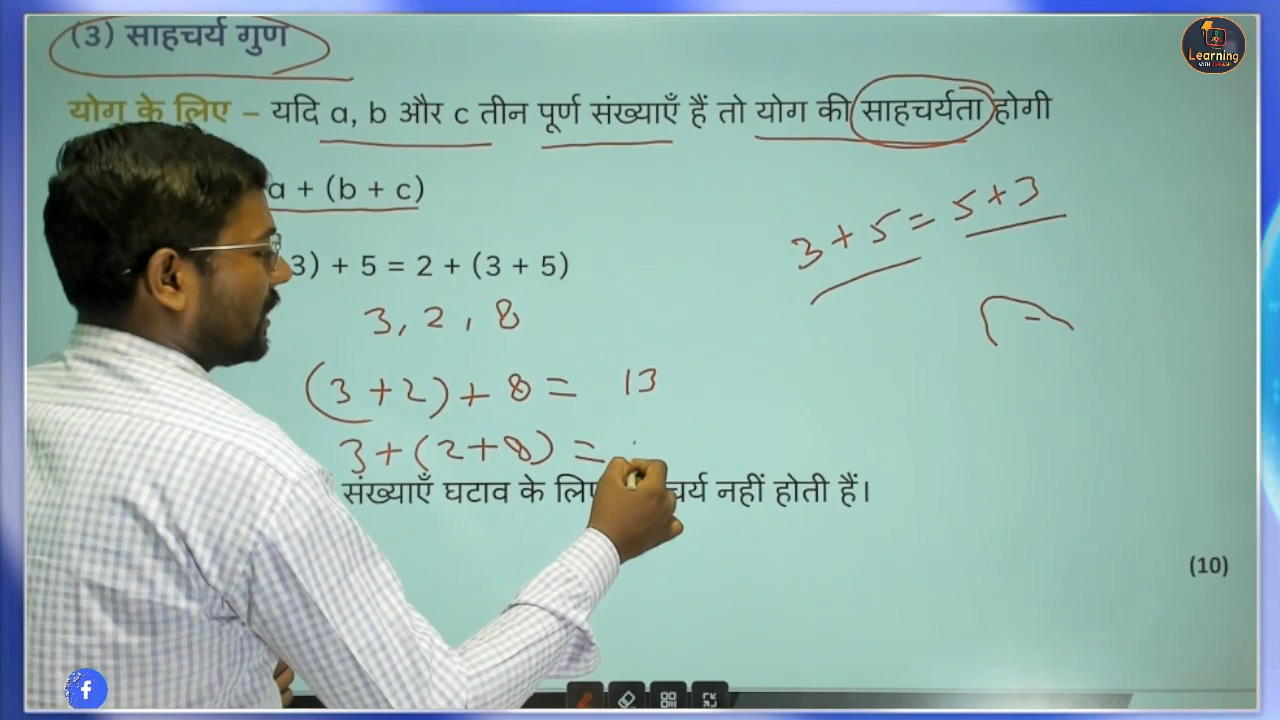 (3) साहचर्य गुण
योग के लिए – यदि a, b और c तीन पूर्ण संख्याएँ हैं तो योग की साहचर्यता होगी
a + (b + c)
3) + 5 = 2 + (3 + 5)
3 + 5 = 5 + 3
3, 2, 8
(3 + 2) + 8 = 13
3 + (2 + 8) =
संख्याएँ घटाव के लिए नहीं होती हैं।
(10)
Learning
f